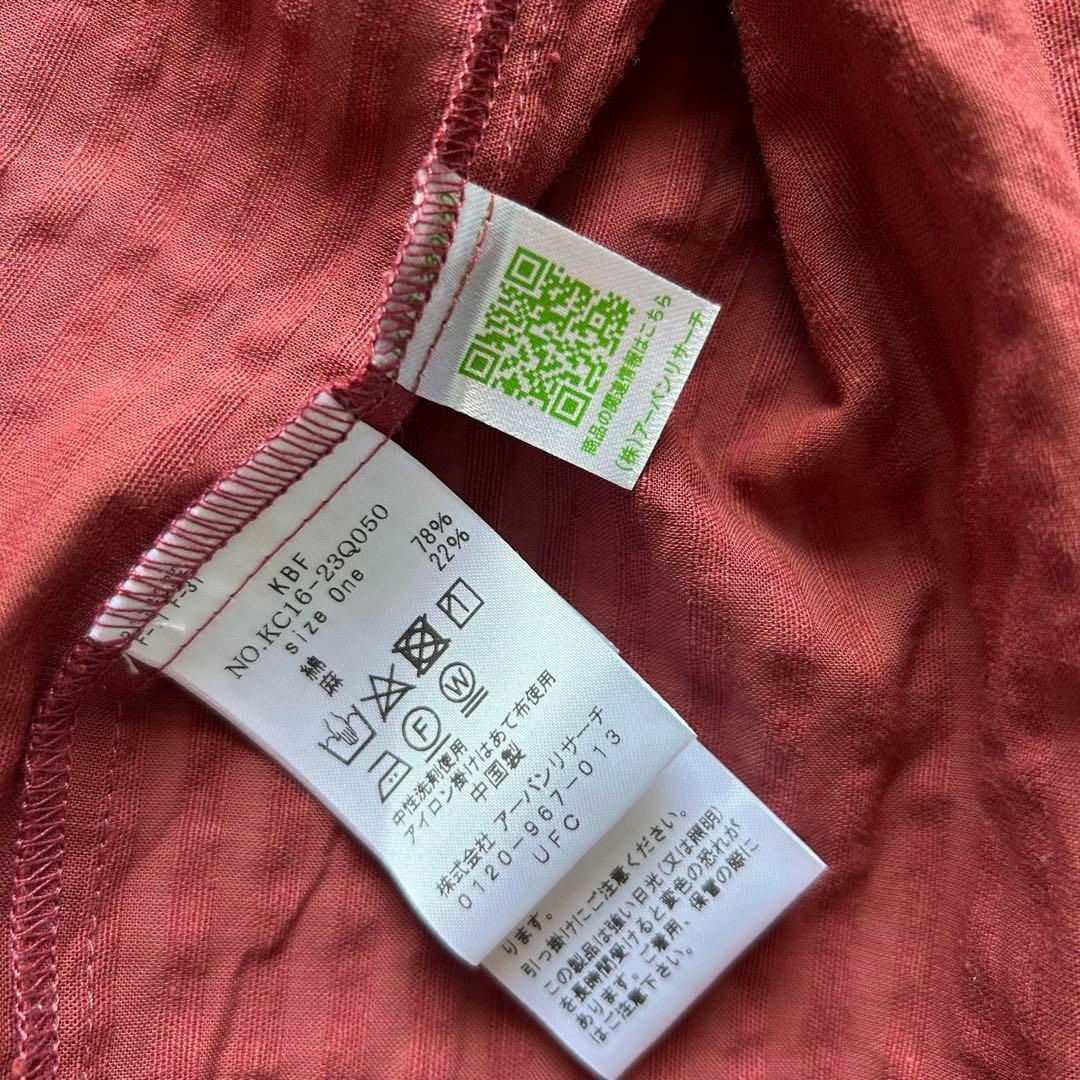 商品の関連情報はこちら
(株)アーバンリサーチ
KBF
NO.KC16-23Q050
Size One
綿 78%
麻 22%
F
W
中性洗剤使用
アイロン掛けはあて布使用
中国製
株式会社 アーバンリサーチ
0120-967-013
UFC
ります。
引っ掛けにご注意ください。
この製品は強い日光(又は照明)
を長時間受けると変色の恐れが
あります。ご着用、保管の際に
はご注意下さい。